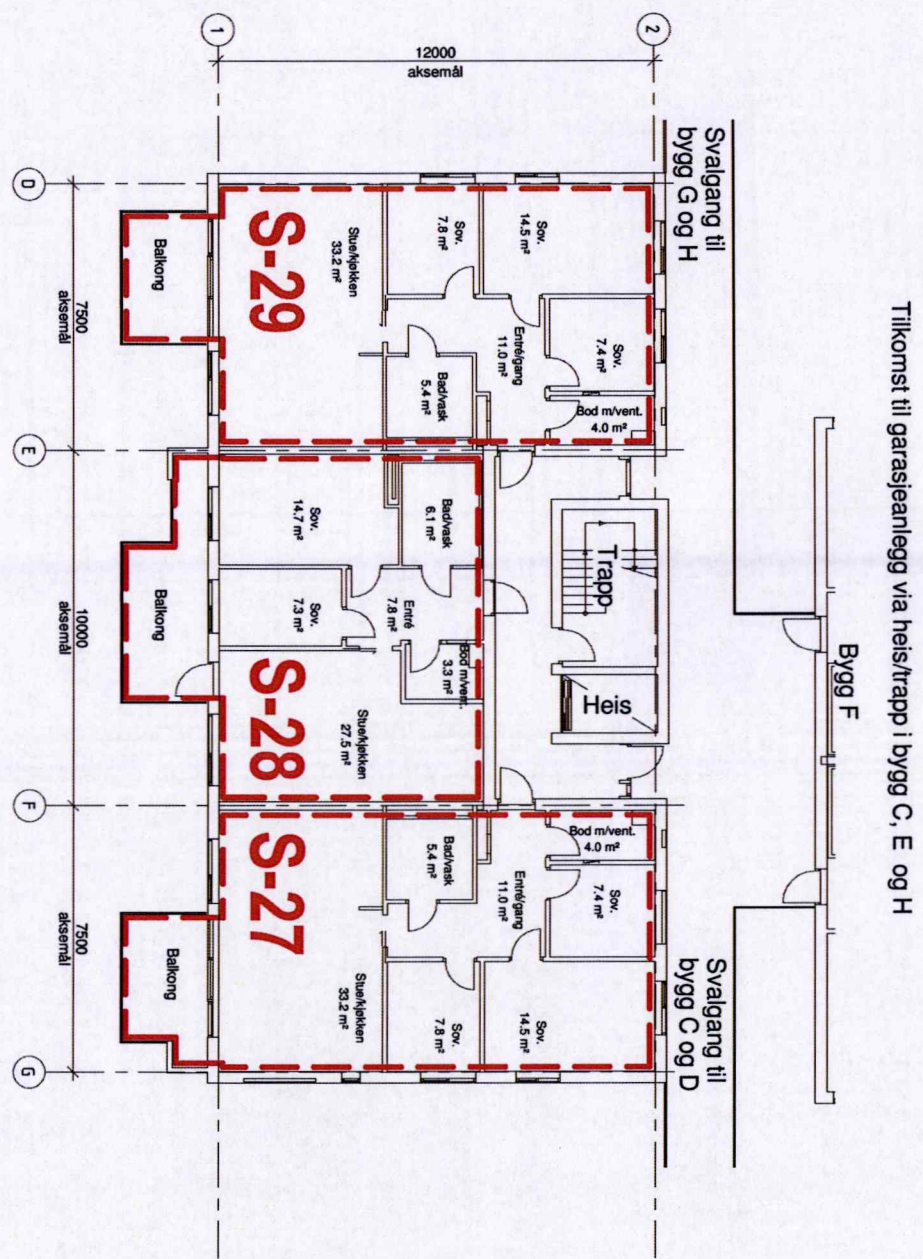 Tilkomst til garasjeanlegg via heis/trapp i bygg C, E og H
Bygg F
Svalgang til
bygg G og H
Svalgang til
bygg C og D
2
12000
aksemål
1
Trapp
Heis
Sov.
14.5 m²
Sov.
7.4 m²
Bod m/vent.
4.0 m²
Sov.
7.8 m²
Entré/gang
11.0 m²
Bad/vask
5.4 m²
Stue/kjøkken
33.2 m²
S-29
Balkong
Bad/vask
6.1 m²
Entré
7.8 m²
Bod m/vent.
3.3 m²
Sov.
14.7 m²
Sov.
7.3 m²
Stue/kjøkken
27.5 m²
S-28
Balkong
Bod m/vent.
4.0 m²
Sov.
7.4 m²
Sov.
14.5 m²
Entré/gang
11.0 m²
Bad/vask
5.4 m²
Sov.
7.8 m²
Stue/kjøkken
33.2 m²
S-27
Balkong
D
7500
aksemål
E
10000
aksemål
F
7500
aksemål
G